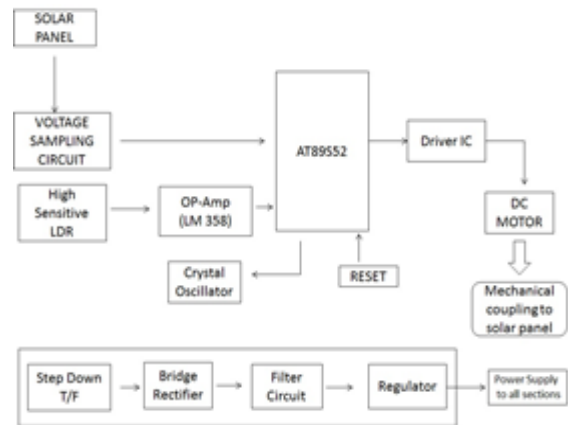 SOLAR
PANEL
VOLTAGE
SAMPLING
CIRCUIT
AT89S52
Driver IC
High
Sensitive
LDR
OP-Amp
(LM 358)
DC
MOTOR
Crystal
Oscillator
RESET
Mechanical
coupling to
solar panel
Step Down
T/F
Bridge
Rectifier
Filter
Circuit
Regulator
Power Supply
to all sections